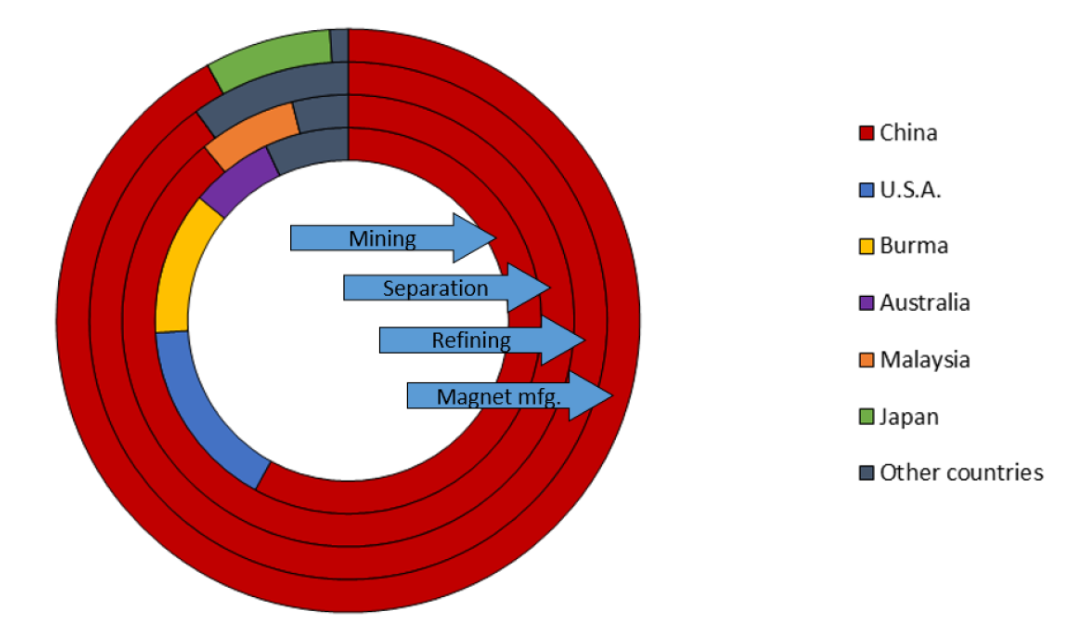 Mining
Separation
Refining
Magnet mfg.
China
U.S.A.
Burma
Australia
Malaysia
Japan
Other countries